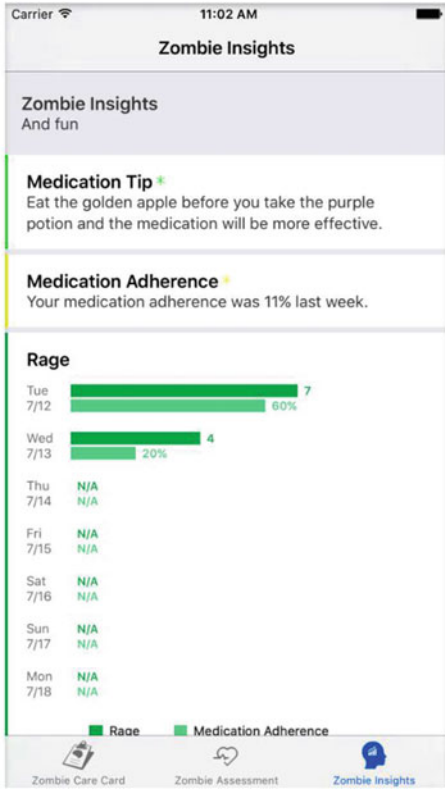 Carrier 11:02 AM
Zombie Insights
Zombie Insights
And fun
Medication Tip *
Eat the golden apple before you take the purple
potion and the medication will be more effective.
Medication Adherence *
Your medication adherence was 11% last week.
Rage
Tue 7
7/12 60%
Wed 4
7/13 20%
Thu N/A
7/14 N/A
Fri N/A
7/15 N/A
Sat N/A
7/16 N/A
Sun N/A
7/17 N/A
Mon N/A
7/18 N/A
Rage Medication Adherence
Zombie Care Card Zombie Assessment Zombie Insights